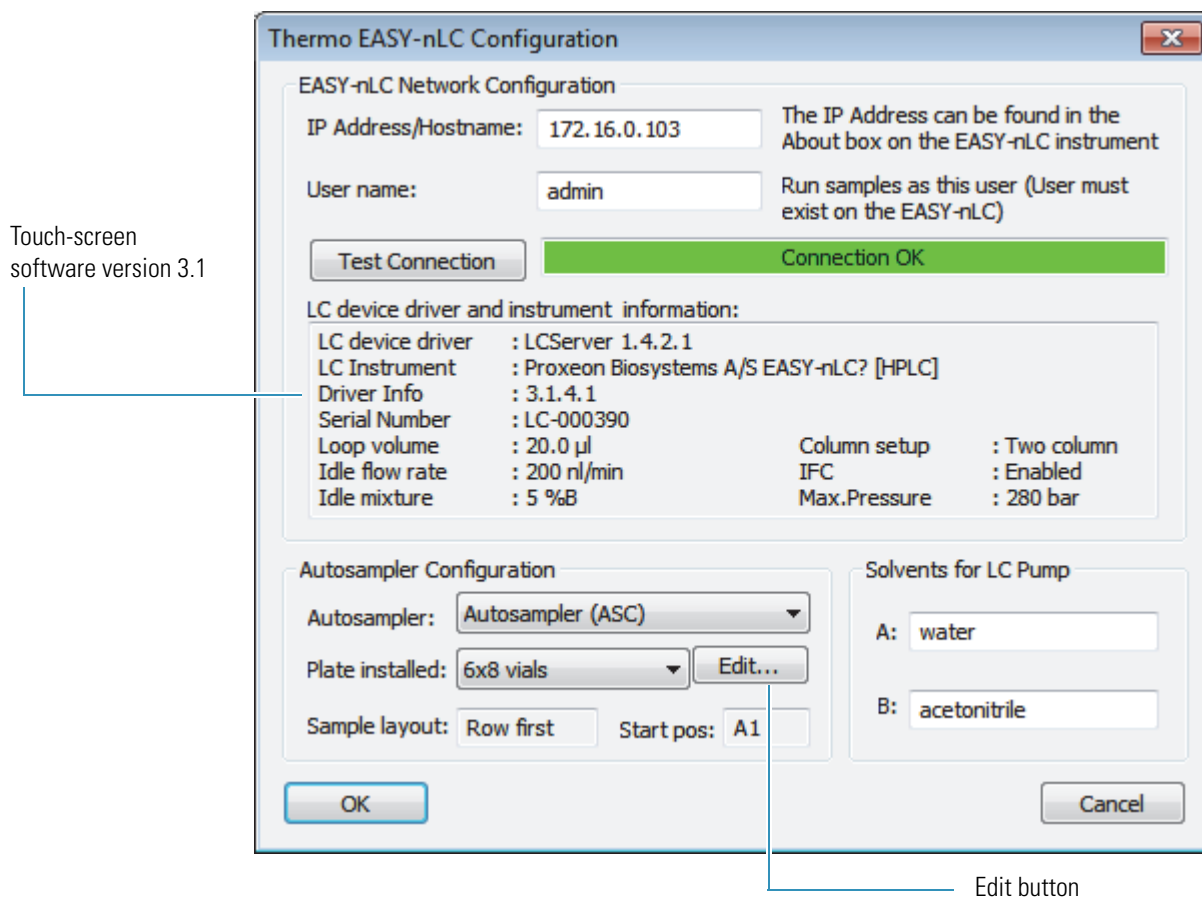 Thermo EASY-nLC Configuration
EASY-nLC Network Configuration
IP Address/Hostname: 172.16.0.103 The IP Address can be found in the
About box on the EASY-nLC instrument
User name: admin Run samples as this user (User must
exist on the EASY-nLC)
Touch-screen
software version 3.1
Test Connection Connection OK
LC device driver and instrument information:
LC device driver : LCServer 1.4.2.1
LC Instrument : Proxeon Biosystems A/S EASY-nLC? [HPLC]
Driver Info : 3.1.4.1
Serial Number : LC-000390
Loop volume : 20.0 µl Column setup : Two column
Idle flow rate : 200 nl/min IFC : Enabled
Idle mixture : 5 %B Max.Pressure : 280 bar
Autosampler Configuration
Autosampler: Autosampler (ASC)
Plate installed: 6x8 vials Edit...
Sample layout: Row first Start pos: A1
Solvents for LC Pump
A: water
B: acetonitrile
OK Cancel
Edit button